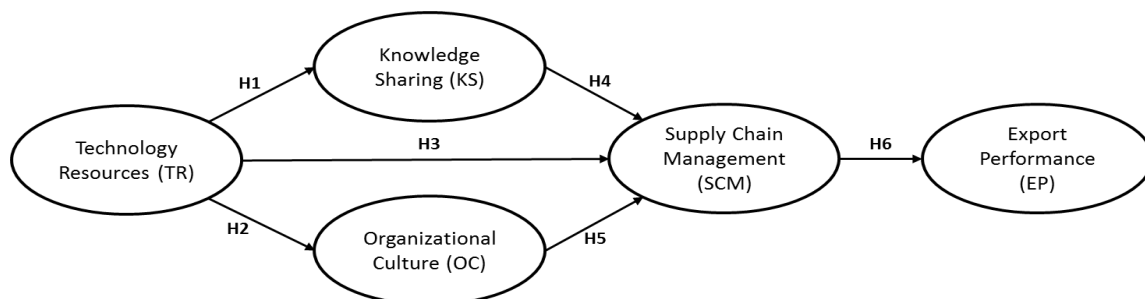 Knowledge
Sharing (KS)
H1
H4
Technology
Resources (TR)
H3
Supply Chain
Management
(SCM)
H6
Export
Performance
(EP)
H2
H5
Organizational
Culture (OC)